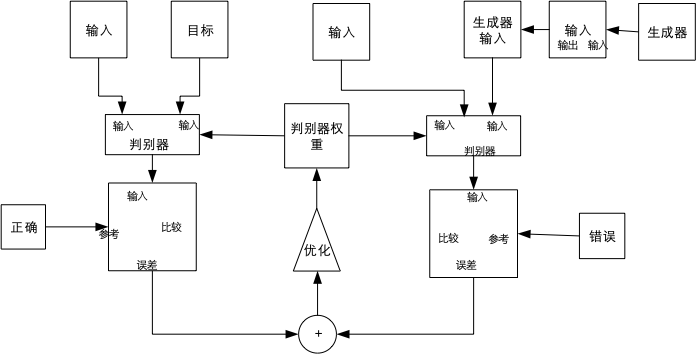 输入
目标
输入
生成器
输入
输入
输出 输入
生成器
输入 输入
判别器
判别器权
重
输入 输入
判别器
正确
输入
参考 比较
误差
优化
输入
比较 参考
误差
错误
+